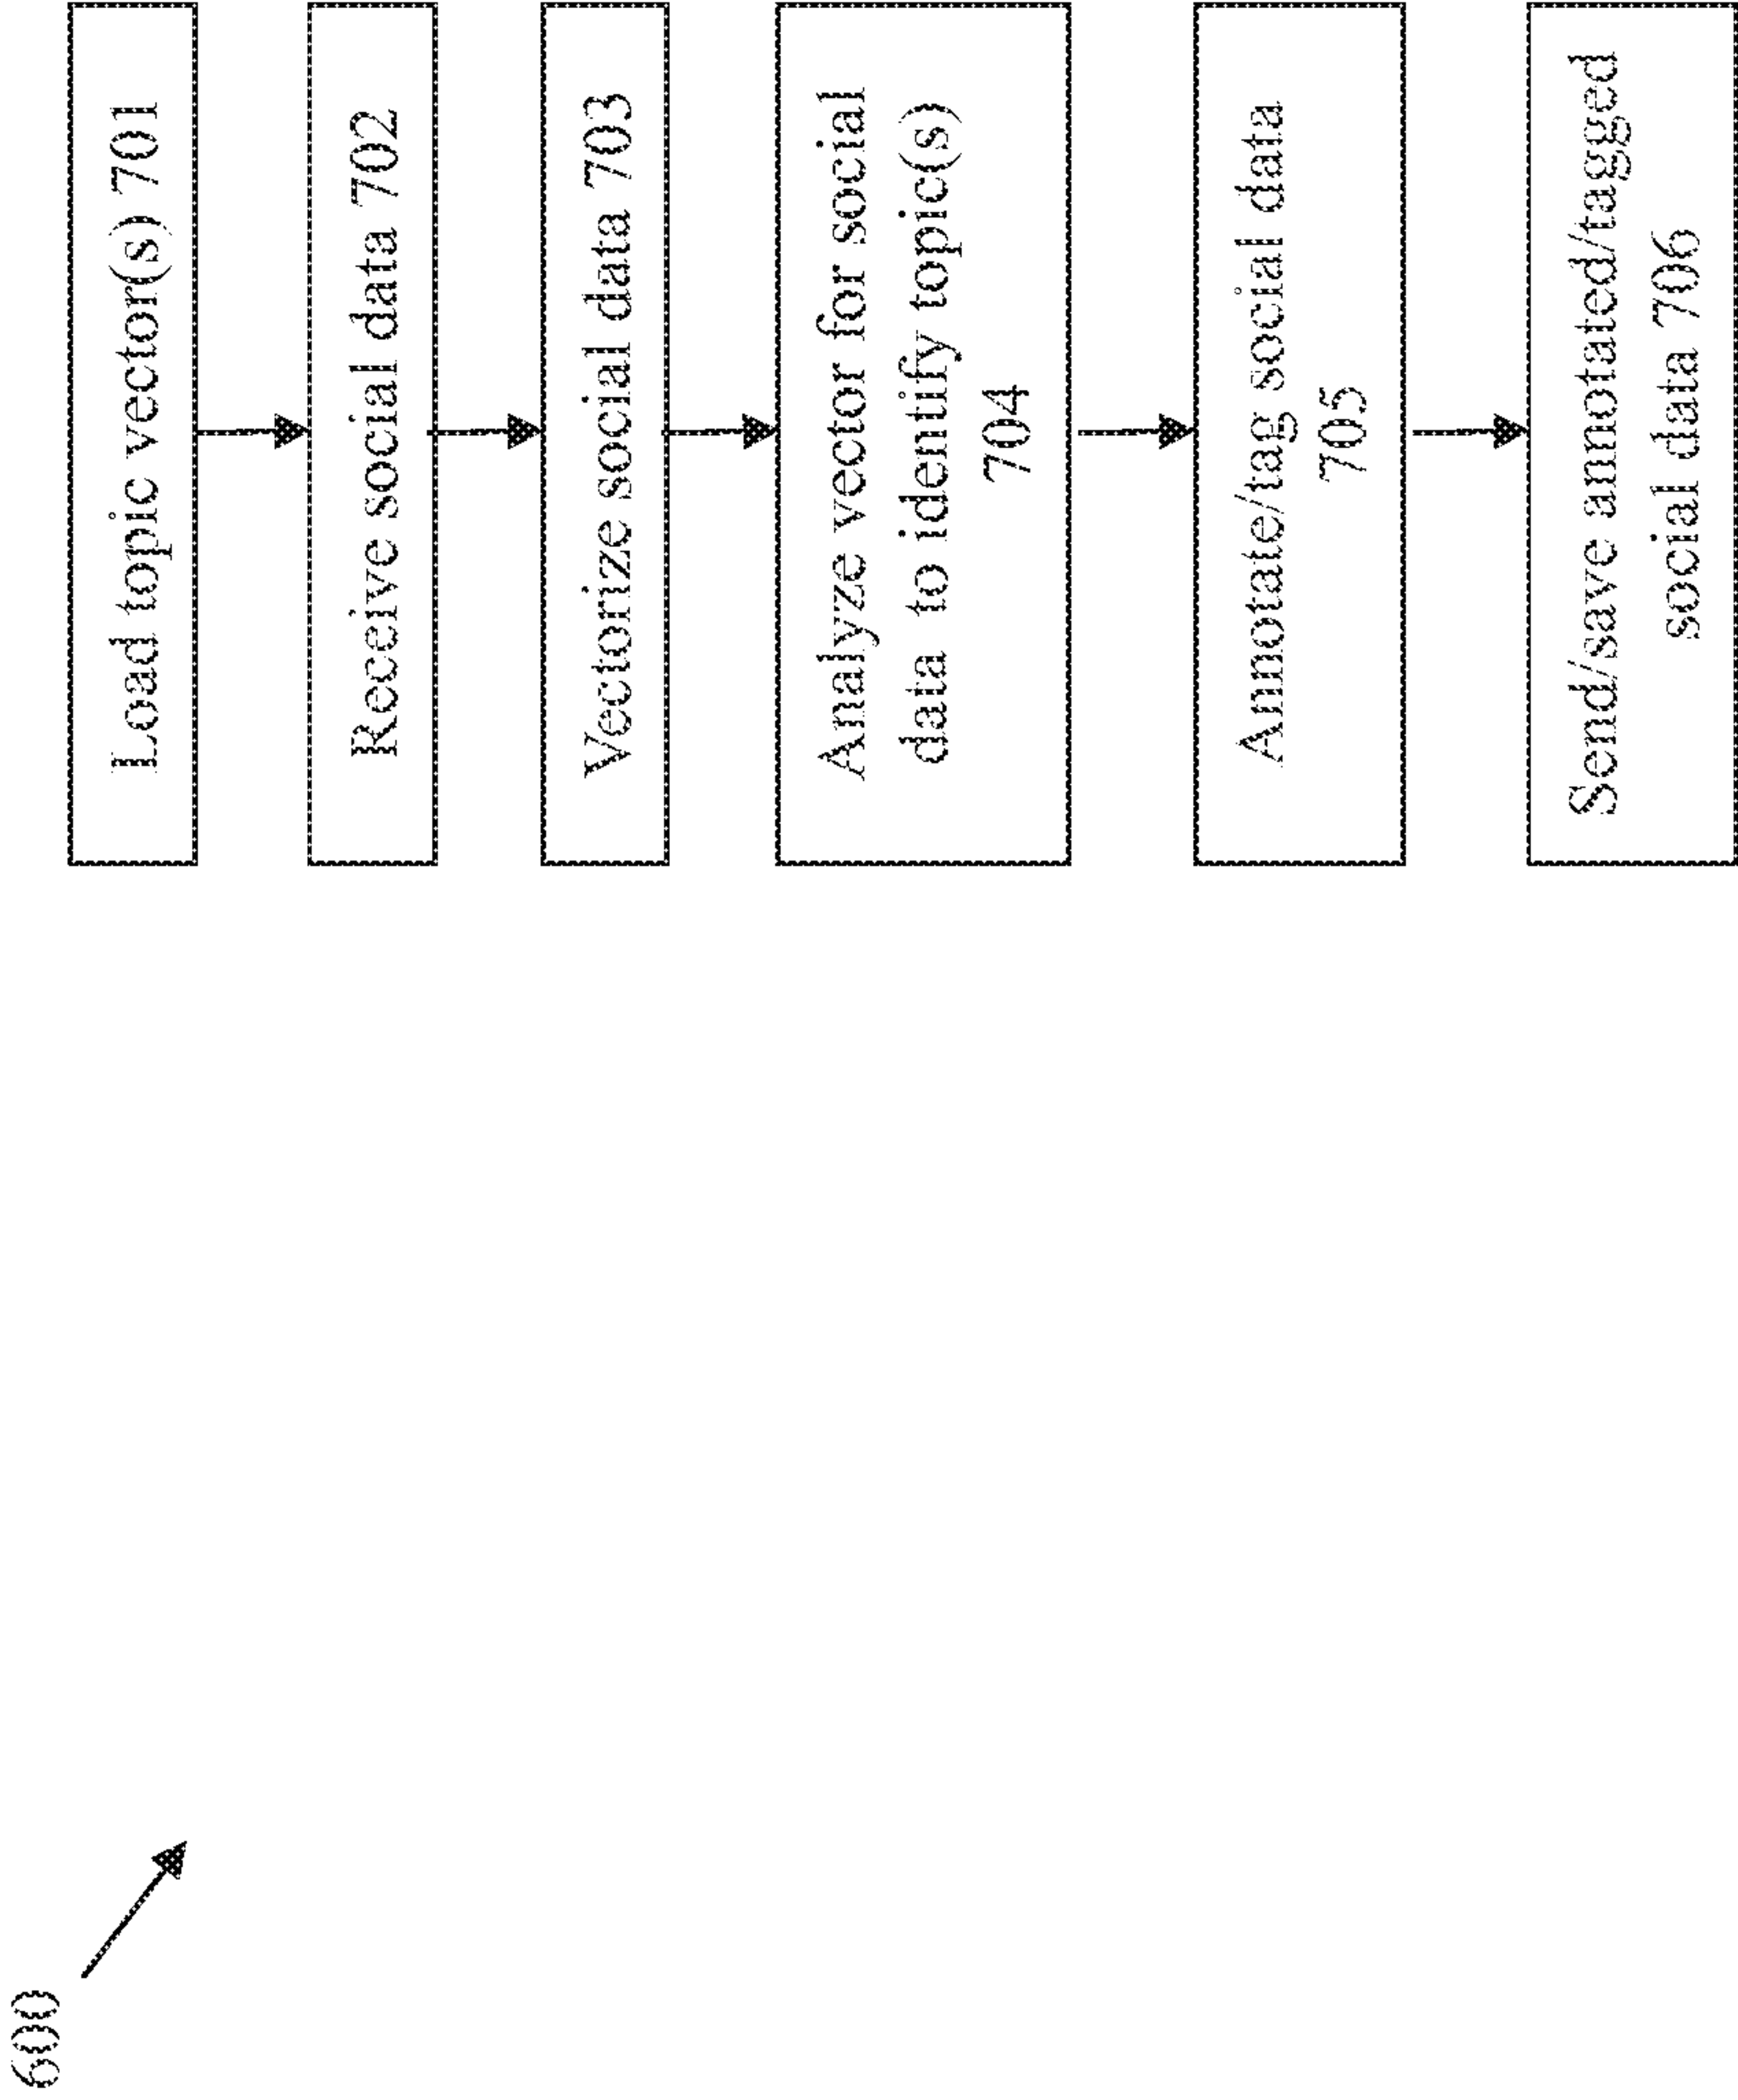 600
Load topic vector(s) 701
Receive social data 702
Vectorize social data 703
Analyze vector for social
data to identify topic(s)
704
Annotate/tag social data
705
Send/save annotated/tagged
social data 706